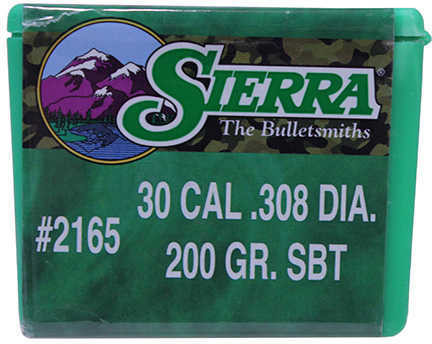 SIERRA®
The Bulletsmiths
#2165
30 CAL .308 DIA.
200 GR. SBT